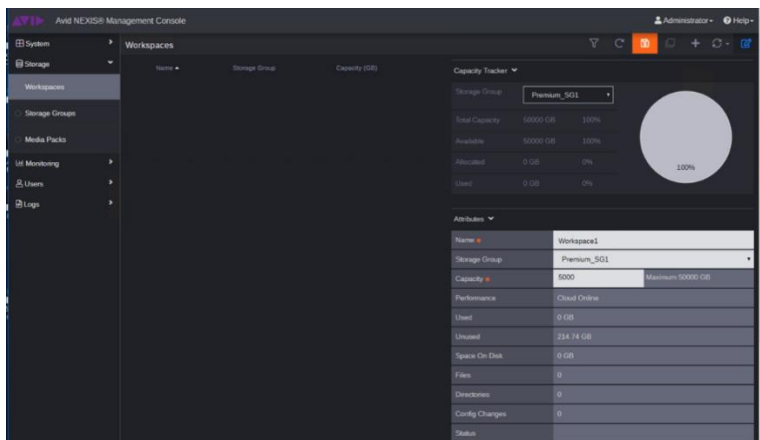 AVID Avid NEXIS® Management Console Administrator Help
System
Storage
Workspaces
Storage Groups
Media Packs
Monitoring
Users
Logs
Workspaces
Name Storage Group Capacity (GB)
Capacity Tracker
Storage Group Premium_SG1
Total Capacity 50000 GB 100%
Available 50000 GB 100%
Allocated 0 GB 0%
Used 0 GB 0%
100%
Attributes
Name Workspace1
Storage Group Premium_SG1
Capacity 5000 Maximum 50000 GB
Performance Cloud Online
Used 0 GB
Unused 214.74 GB
Space On Disk 0 GB
Files 0
Directories 0
Config Changes 0
Status